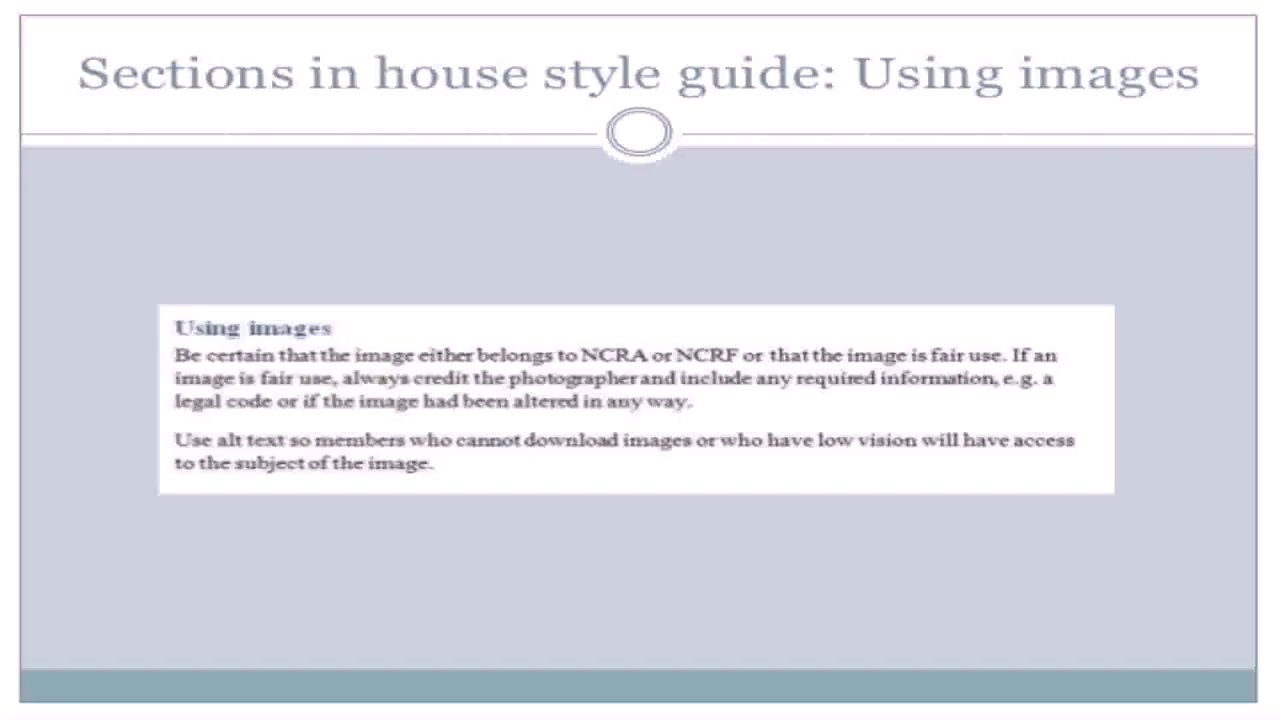 Sections in house style guide: Using images
Using images
Be certain that the image either belongs to NCRA or NCRF or that the image is fair use. If an
image is fair use, always credit the photographer and include any required information, e.g. a
legal code or if the image had been altered in any way.
Use alt text so members who cannot download images or who have low vision will have access
to the subject of the image.